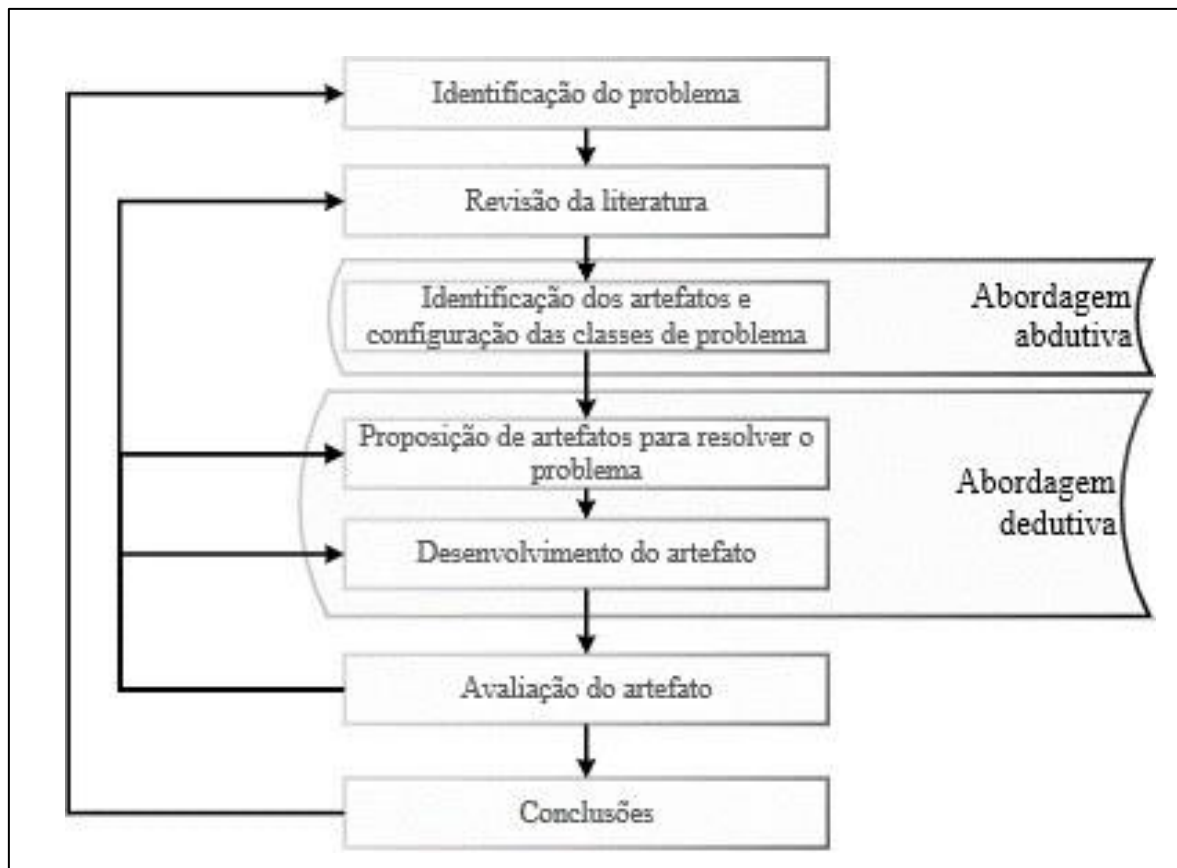 Identificação do problema
Revisão da literatura
Identificação dos artefatos e
configuração das classes de problema
Abordagem
abdutiva
Proposição de artefatos para resolver o
problema
Abordagem
dedutiva
Desenvolvimento do artefato
Avaliação do artefato
Conclusões